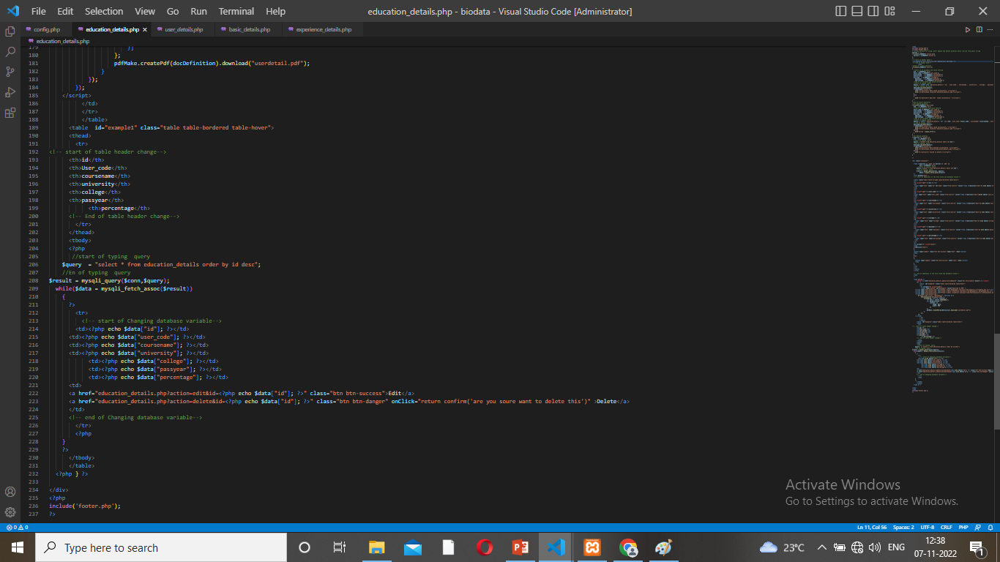 File Edit Selection View Go Run Terminal Help education_details.php - biodata - Visual Studio Code [Administrator]
config.php education_details.php user_details.php basic_details.php experience_details.php
education_details.php
179 }]
180 };
181 pdfMake.createPdf(docDefinition).download("userdetail.pdf");
182 }
183 });
184 });
185 </script>
186 </td>
187 </tr>
188 </table>
189 <table  id="example1" class="table table-bordered table-hover">
190 <thead>
191 <tr>
192 <!-- start of table header change-->
193 <th>id</th>
194 <th>User_code</th>
195 <th>coursename</th>
196 <th>university</th>
197 <th>college</th>
198 <th>passyear</th>
199 <th>percentage</th>
200 <!-- End of table header change-->
201 </tr>
202 </thead>
203 <tbody>
204 <?php
205 //start of typing  query
206 $query  = "select * from education_details order by id desc";
207 //En of typing  query
208 $result = mysqli_query($conn,$query);
209 while($data = mysqli_fetch_assoc($result))
210 {
211 ?>
212 <tr>
213 <!-- start of Changing database variable-->
214 <td><?php echo $data["id"]; ?></td>
215 <td><?php echo $data["user_code"]; ?></td>
216 <td><?php echo $data["coursename"]; ?></td>
217 <td><?php echo $data["university"]; ?></td>
218 <td><?php echo $data["college"]; ?></td>
219 <td><?php echo $data["passyear"]; ?></td>
220 <td><?php echo $data["percentage"]; ?></td>
221 <td>
222 <a href="education_details.php?action=edit&id=<?php echo $data["id"]; ?>" class="btn btn-success">Edit</a>
223 <a href="education_details.php?action=delete&id=<?php echo $data["id"]; ?>" class="btn btn-danger" onClick="return confirm('are you soure want to delete this')" >Delete</a>
224 </td>
225 <!-- end of Changing database variable-->
226 </tr>
227 <?php
228 }
229 ?>
230 </tbody>
231 </table>
232 <?php } ?>
233
234 </div>
235 <?php
236 include('footer.php');
237 ?>
Activate Windows
Go to Settings to activate Windows.
0 0 Ln 11, Col 56 Spaces: 2 UTF-8 CRLF PHP
Type here to search 23°C ENG 12:38
07-11-2022 1